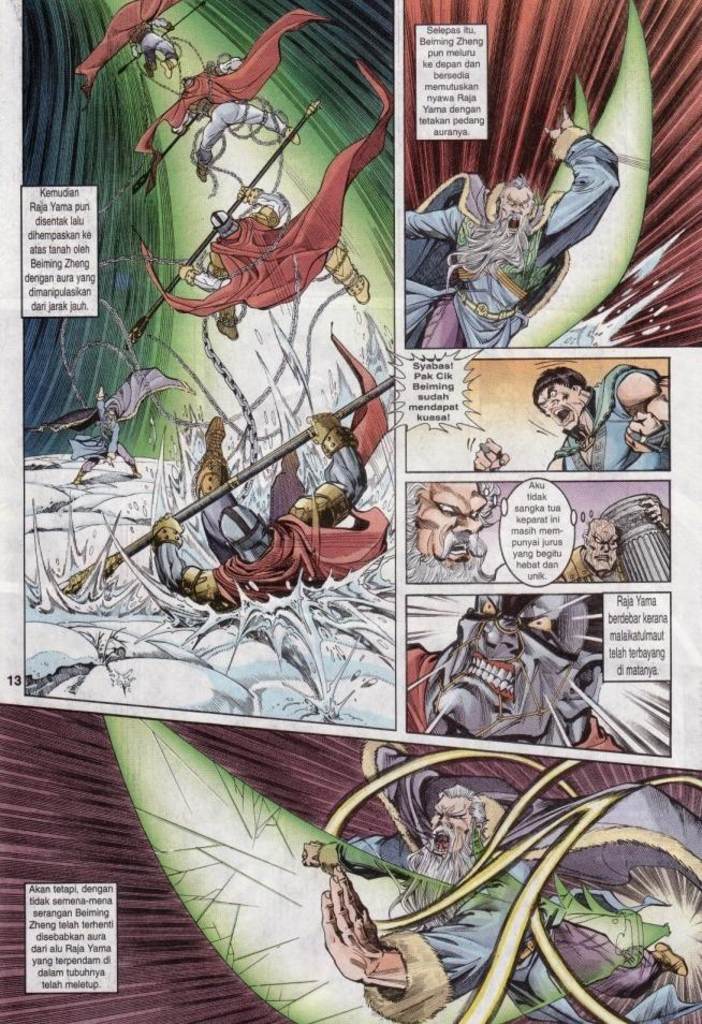 Kemudian
Raja Yama pun
disentak lalu
dihempaskan ke
atas tanah oleh
Beiming Zheng
dengan aura yang
dimanipulasikan
dari jarak jauh.
Selepas itu,
Beiming Zheng
pun meluru
ke depan dan
bersedia
memutuskan
nyawa Raja
Yama dengan
tetakan pedang
auranya.
Syabas!
Pak Cik
Beiming
sudah
mendapat
kuasa!
Aku
tidak
sangka tua
keparat ini
masih mem-
punyai jurus
yang begitu
hebat dan
unik.
Raja Yama
berdebar kerana
malaikatulmaut
telah terbayang
di matanya.
13
Akan tetapi, dengan
tidak semena-mena
serangan Beiming
Zheng telah terhenti
disebabkan aura
dari alu Raja Yama
yang terpendam di
dalam tubuhnya
telah meletup.